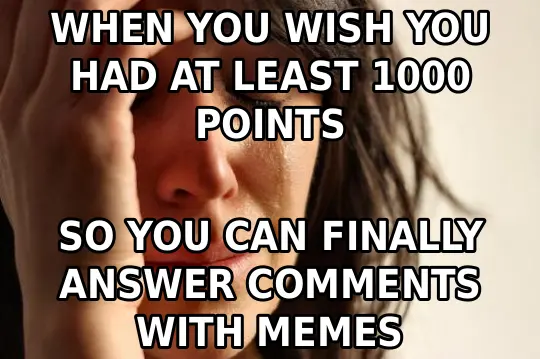 WHEN YOU WISH YOU
HAD AT LEAST 1000
POINTS
SO YOU CAN FINALLY
ANSWER COMMENTS
WITH MEMES